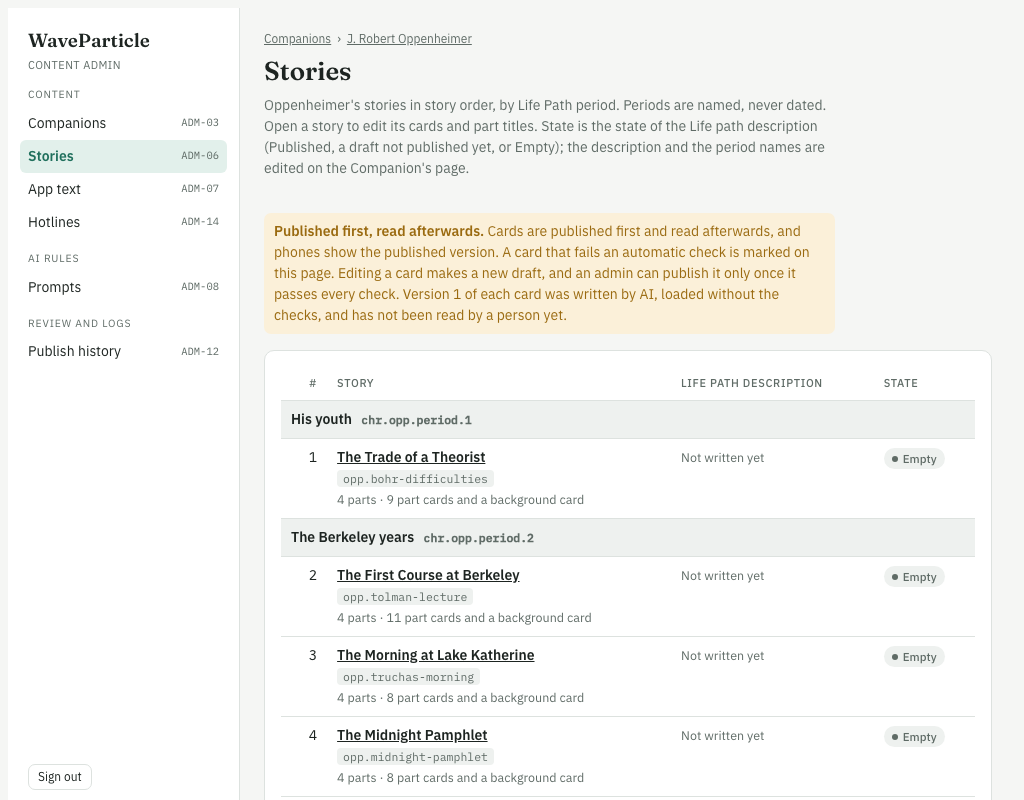 WaveParticle
CONTENT ADMIN
CONTENT
Companions ADM-03
Stories ADM-06
App text ADM-07
Hotlines ADM-14
AI RULES
Prompts ADM-08
REVIEW AND LOGS
Publish history ADM-12
Sign out
Companions › J. Robert Oppenheimer
Stories
Oppenheimer's stories in story order, by Life Path period. Periods are named, never dated.
Open a story to edit its cards and part titles. State is the state of the Life path description
(Published, a draft not published yet, or Empty); the description and the period names are
edited on the Companion's page.
Published first, read afterwards. Cards are published first and read afterwards, and
phones show the published version. A card that fails an automatic check is marked on
this page. Editing a card makes a new draft, and an admin can publish it only once it
passes every check. Version 1 of each card was written by AI, loaded without the
checks, and has not been read by a person yet.
# STORY LIFE PATH DESCRIPTION STATE
His youth chr.opp.period.1
1 The Trade of a Theorist Not written yet Empty
opp.bohr-difficulties
4 parts · 9 part cards and a background card
The Berkeley years chr.opp.period.2
2 The First Course at Berkeley Not written yet Empty
opp.tolman-lecture
4 parts · 11 part cards and a background card
3 The Morning at Lake Katherine Not written yet Empty
opp.truchas-morning
4 parts · 8 part cards and a background card
4 The Midnight Pamphlet Not written yet Empty
opp.midnight-pamphlet
4 parts · 8 part cards and a background card